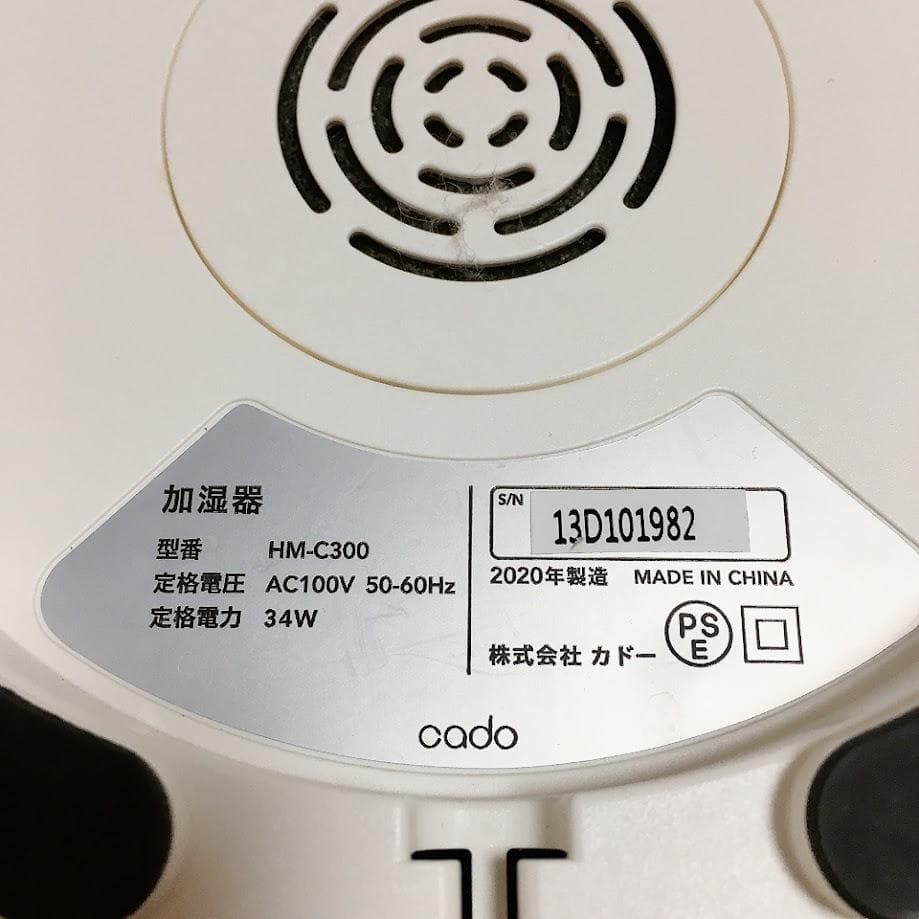 加湿器
型番 HM-C300
定格電圧 AC100V 50-60Hz
定格電力 34W
S/N 13D101982
2020年製造 MADE IN CHINA
株式会社 カドー PSE
cado